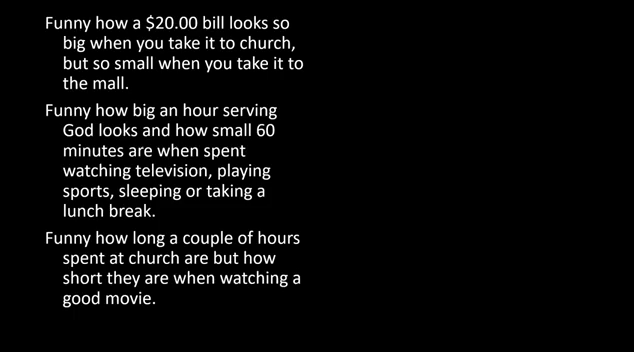 Funny how a $20.00 bill looks so
big when you take it to church,
but so small when you take it to
the mall.
Funny how big an hour serving
God looks and how small 60
minutes are when spent
watching television, playing
sports, sleeping or taking a
lunch break.
Funny how long a couple of hours
spent at church are but how
short they are when watching a
good movie.